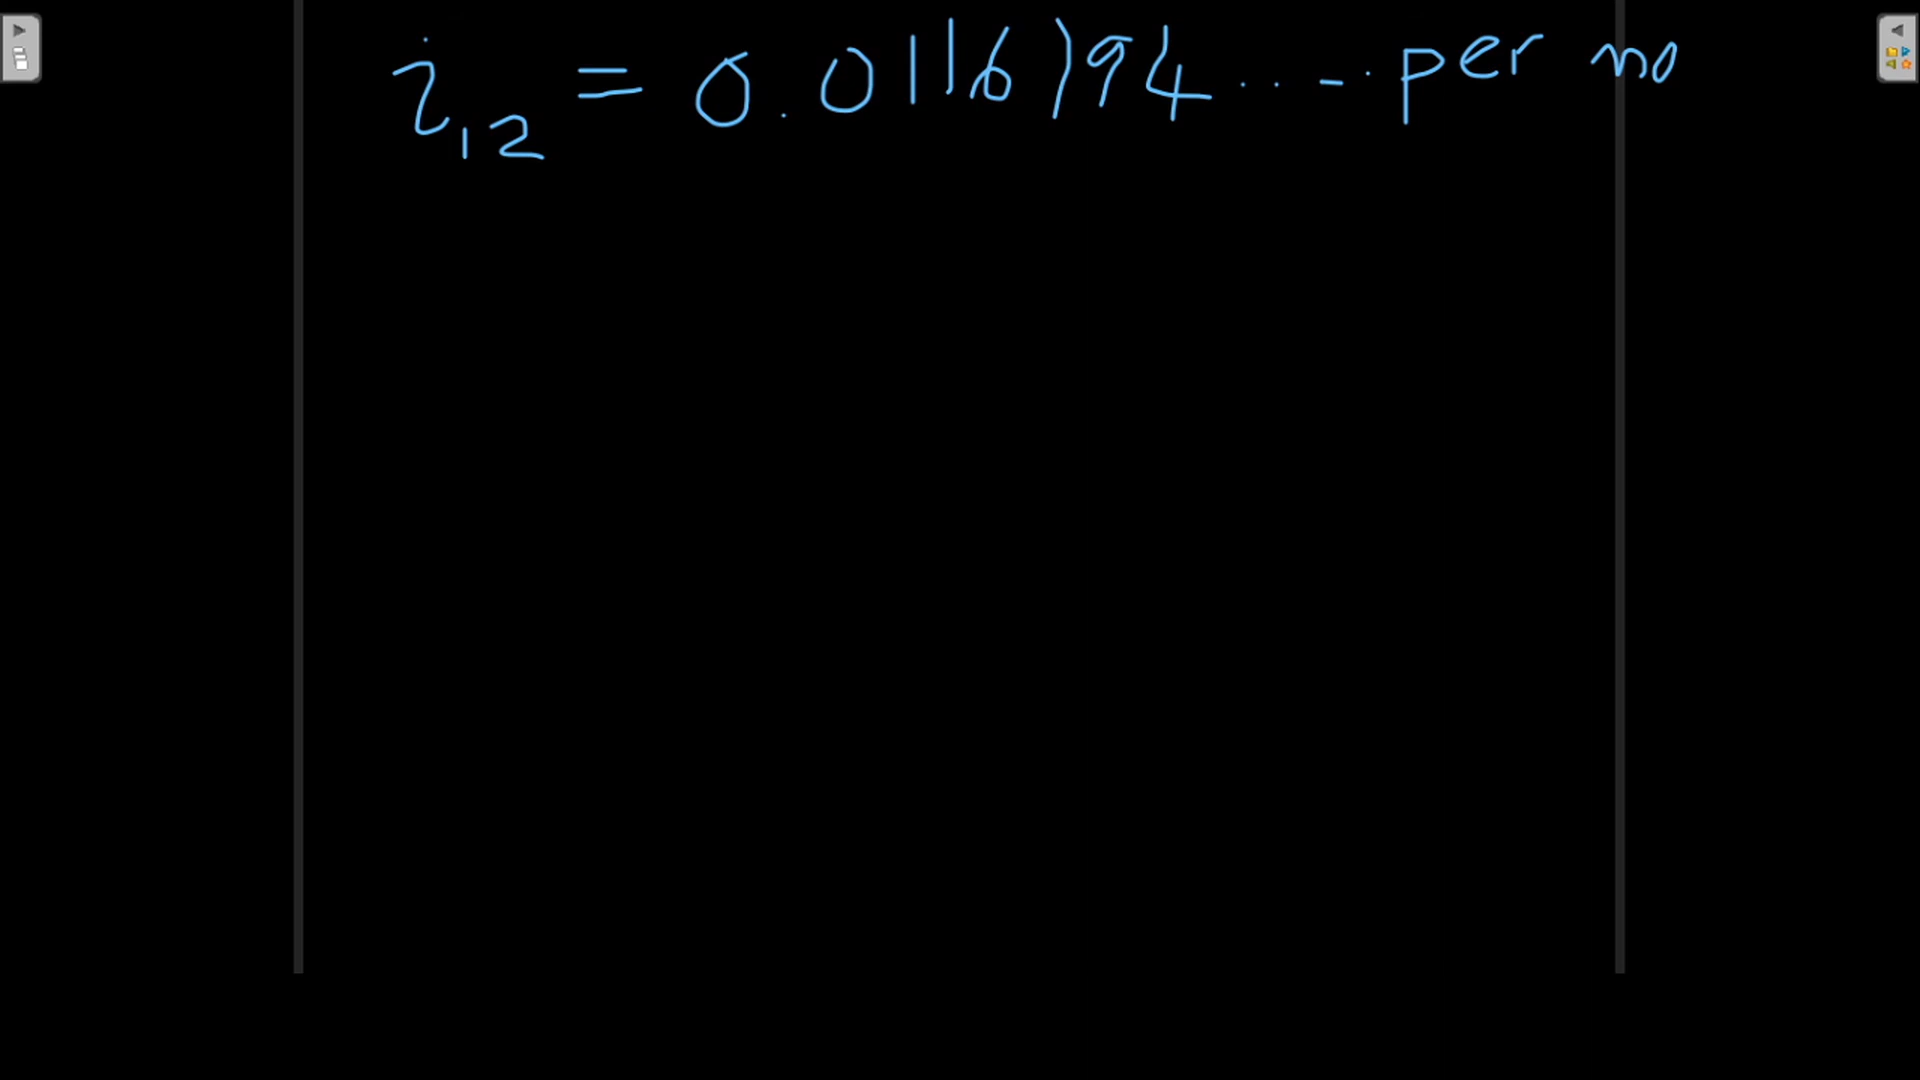 i₁₂ = 0.0116194..-. per mo